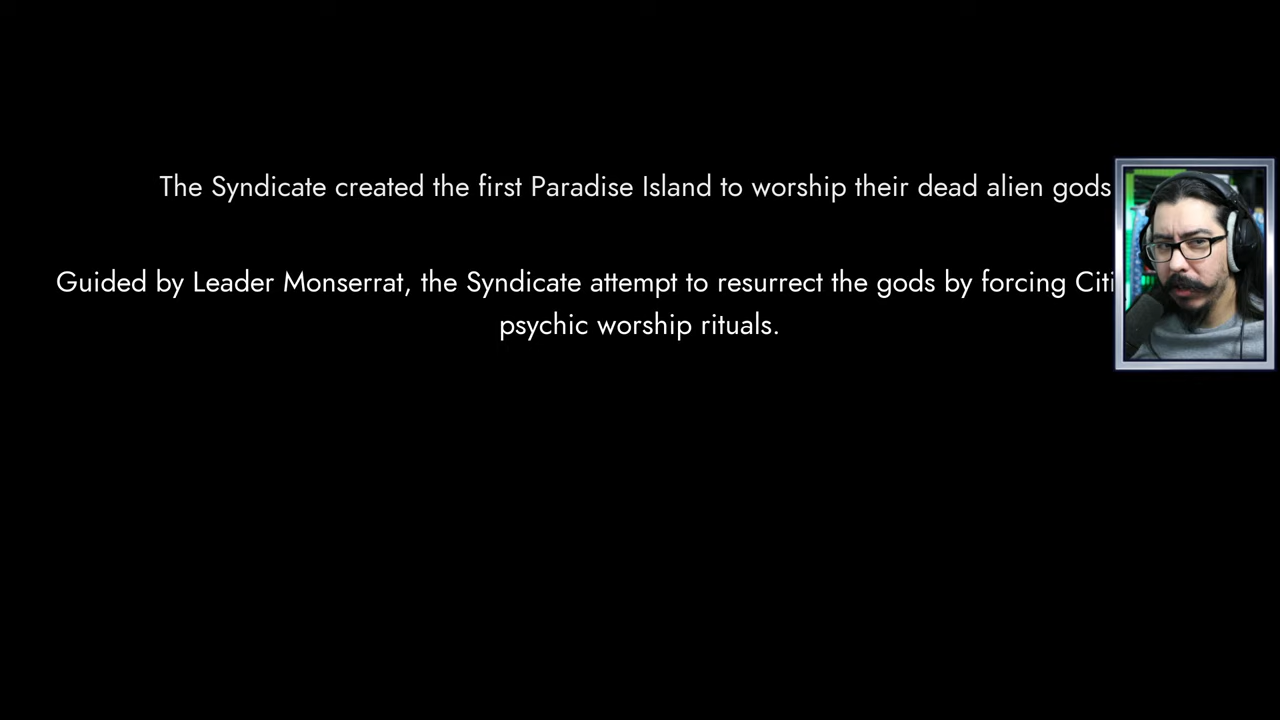 The Syndicate created the first Paradise Island to worship their dead alien gods
Guided by Leader Monserrat, the Syndicate attempt to resurrect the gods by forcing
psychic worship rituals.